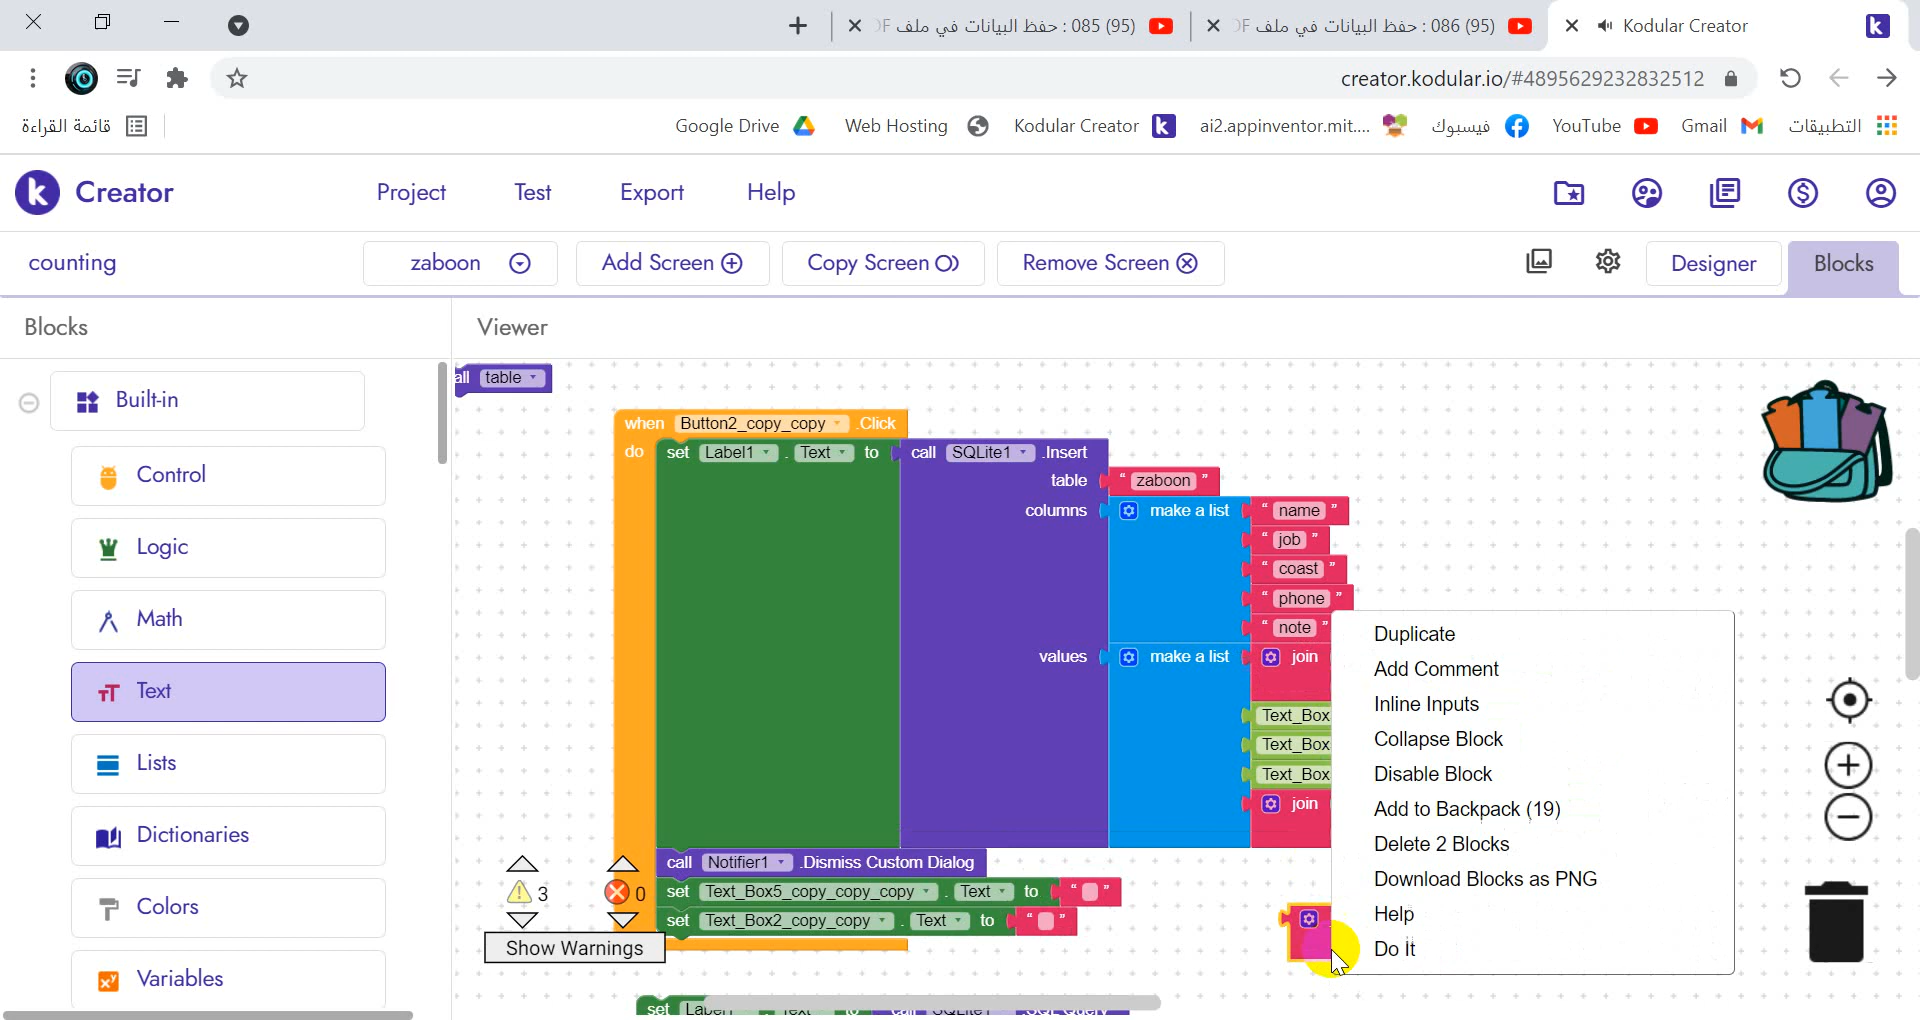 085 (95) : حفظ البيانات في ملف
086 (95) : حفظ البيانات في ملف
Kodular Creator
creator.kodular.io/#4895629232832512
قائمة القراءة
Google Drive
Web Hosting
Kodular Creator
ai2.appinventor.mit....
فيسبوك
YouTube
Gmail
التطبيقات
Creator
Project
Test
Export
Help
counting
zaboon
Add Screen
Copy Screen
Remove Screen
Designer
Blocks
Blocks
Viewer
Built-in
Control
Logic
Math
Text
Lists
Dictionaries
Colors
Variables
all table
when Button2_copy_copy .Click
do set Label1 . Text to call SQLite1 .Insert
table " zaboon "
columns make a list " name "
" job "
" coast "
" phone "
" note "
values make a list join
Text_Box
Text_Box
Text_Box
join
call Notifier1 .Dismiss Custom Dialog
set Text_Box5_copy_copy_copy . Text to " "
set Text_Box2_copy_copy . Text to " "
3
0
Show Warnings
Duplicate
Add Comment
Inline Inputs
Collapse Block
Disable Block
Add to Backpack (19)
Delete 2 Blocks
Download Blocks as PNG
Help
Do It
set